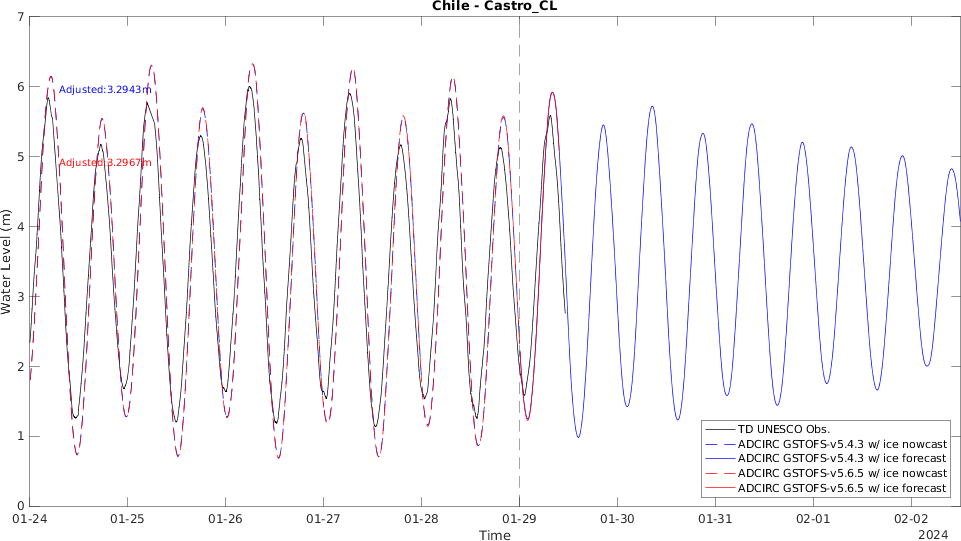 Chile - Castro_CL
7
6
5
4
3
2
1
0
Water Level (m)
Adjusted:3.2943m
Adjusted:3.2967m
TD UNESCO Obs.
ADCIRC GSTOFS-v5.4.3 w/ ice nowcast
ADCIRC GSTOFS-v5.4.3 w/ ice forecast
ADCIRC GSTOFS-v5.6.5 w/ ice nowcast
ADCIRC GSTOFS-v5.6.5 w/ ice forecast
01-24 01-25 01-26 01-27 01-28 01-29 01-30 01-31 02-01 02-02
Time
2024